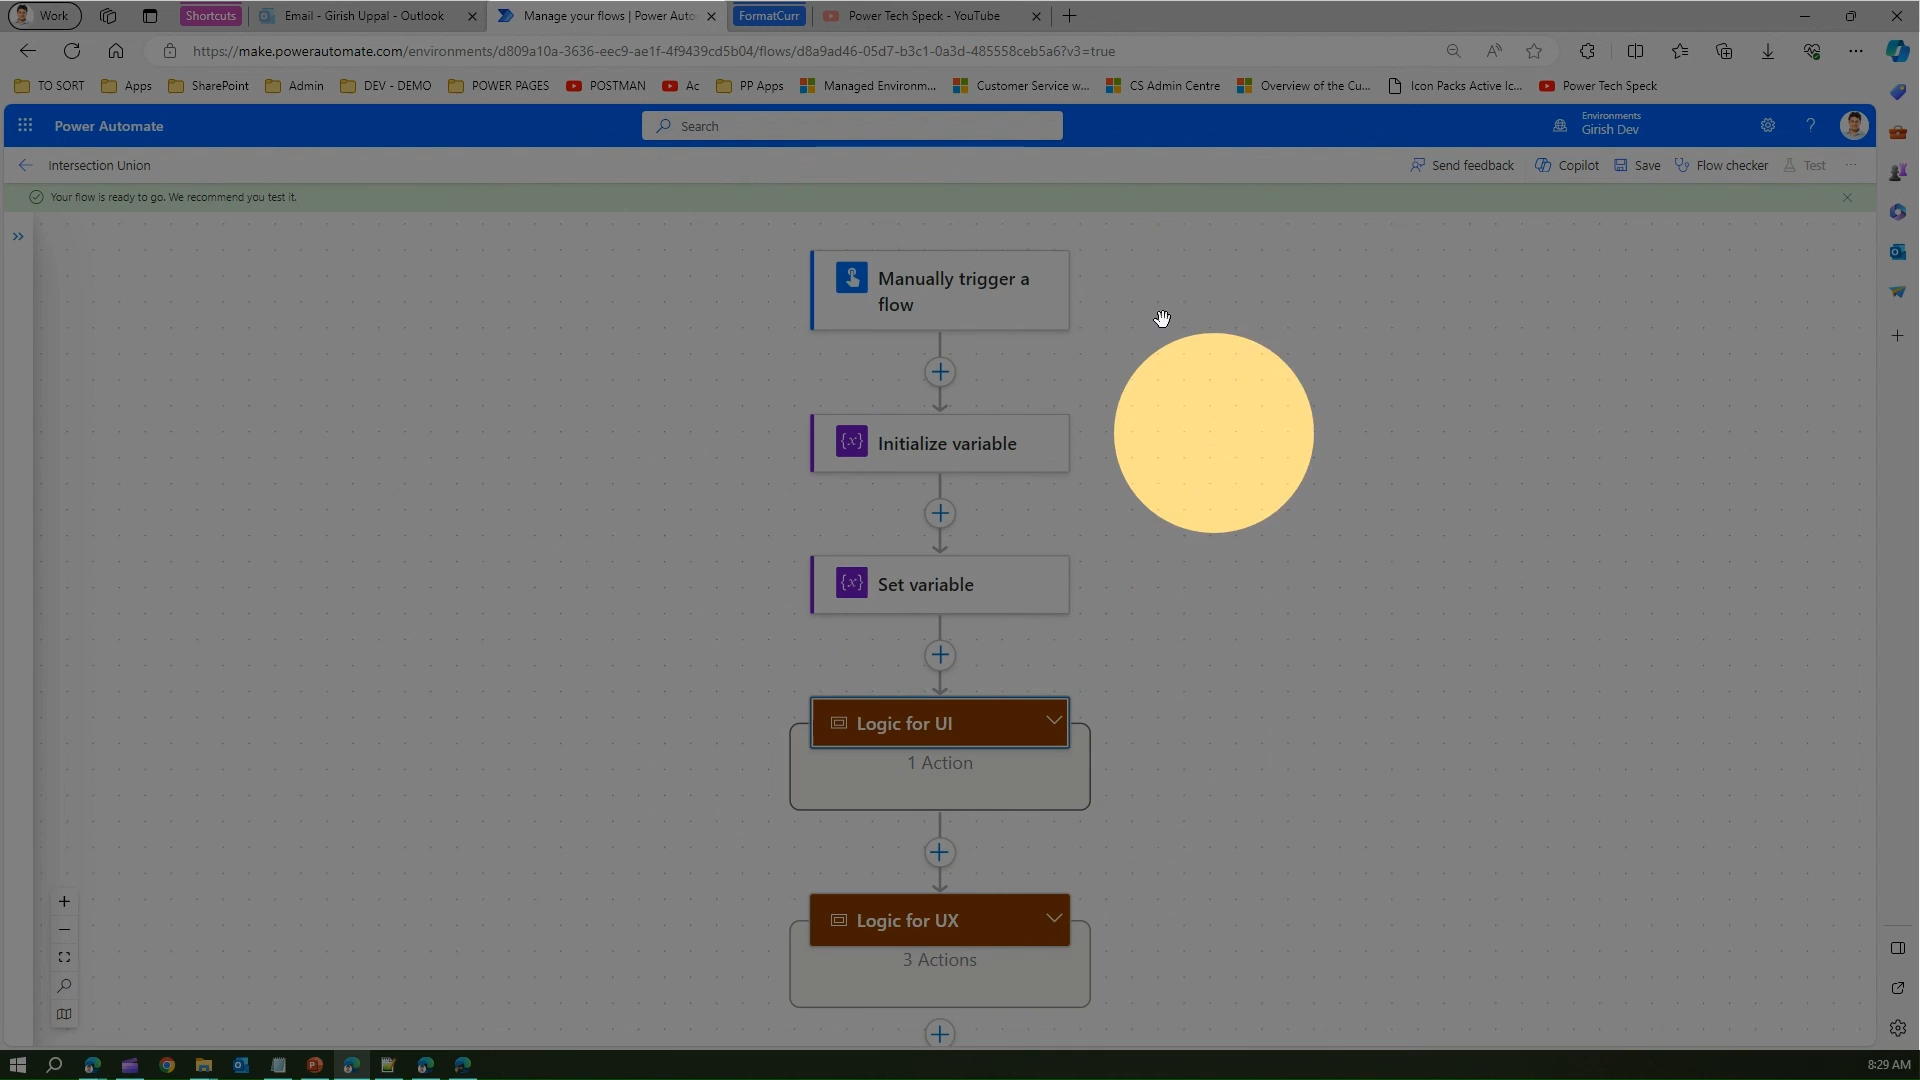 Work
Shortcuts
Email - Girish Uppal - Outlook
Manage your flows | Power Auto
FormatCurr
Power Tech Speck - YouTube
https://make.powerautomate.com/environments/d809a10a-3636-eec9-ae1f-4f9439cd5b04/flows/d8a9ad46-05d7-b3c1-0a3d-485558ceb5a6?v3=true
TO SORT
Apps
SharePoint
Admin
DEV - DEMO
POWER PAGES
POSTMAN
Ac
PP Apps
Managed Environm...
Customer Service w...
CS Admin Centre
Overview of the Cu...
Icon Packs Active Ic...
Power Tech Speck
Power Automate
Search
Environments
Girish Dev
Intersection Union
Send feedback
Copilot
Save
Flow checker
Test
Your flow is ready to go. We recommend you test it.
Manually trigger a
flow
{x} Initialize variable
{x} Set variable
Logic for UI
1 Action
Logic for UX
3 Actions
8:29 AM